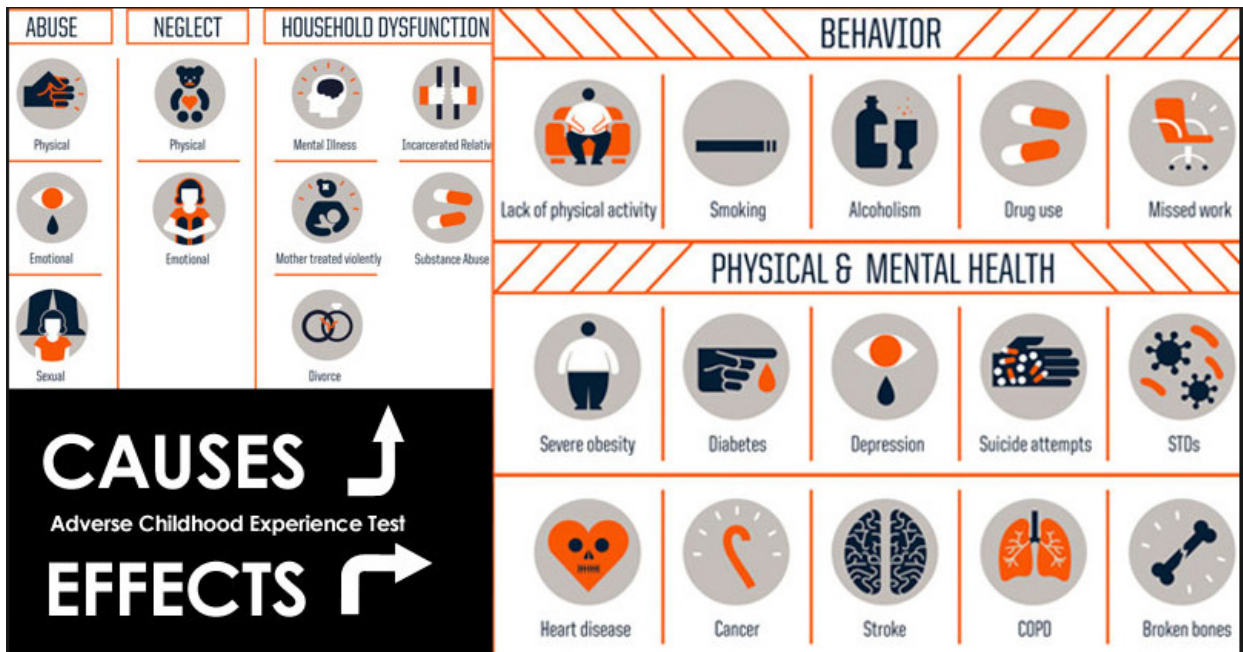 ABUSE
NEGLECT
HOUSEHOLD DYSFUNCTION
Physical
Physical
Mental Illness
Incarcerated Relativ
Emotional
Emotional
Mother treated violently
Substance Abuse
Sexual
Divorce
CAUSES
Adverse Childhood Experience Test
EFFECTS
BEHAVIOR
Lack of physical activity
Smoking
Alcoholism
Drug use
Missed work
PHYSICAL & MENTAL HEALTH
Severe obesity
Diabetes
Depression
Suicide attempts
STDs
Heart disease
Cancer
Stroke
COPD
Broken bones